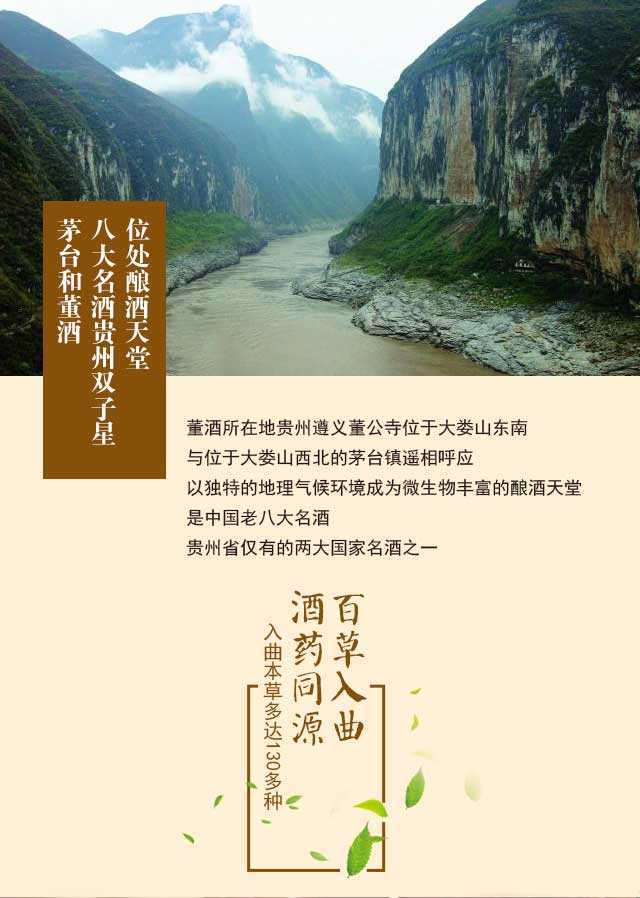 位处酿酒天堂
八大名酒贵州双子星
茅台和董酒
董酒所在地贵州遵义董公寺位于大娄山东南
与位于大娄山西北的茅台镇遥相呼应
以独特的地理气候环境成为微生物丰富的酿酒天堂
是中国老八大名酒
贵州省仅有的两大国家名酒之一
百草入曲
酒药同源
入曲本草多达130多种